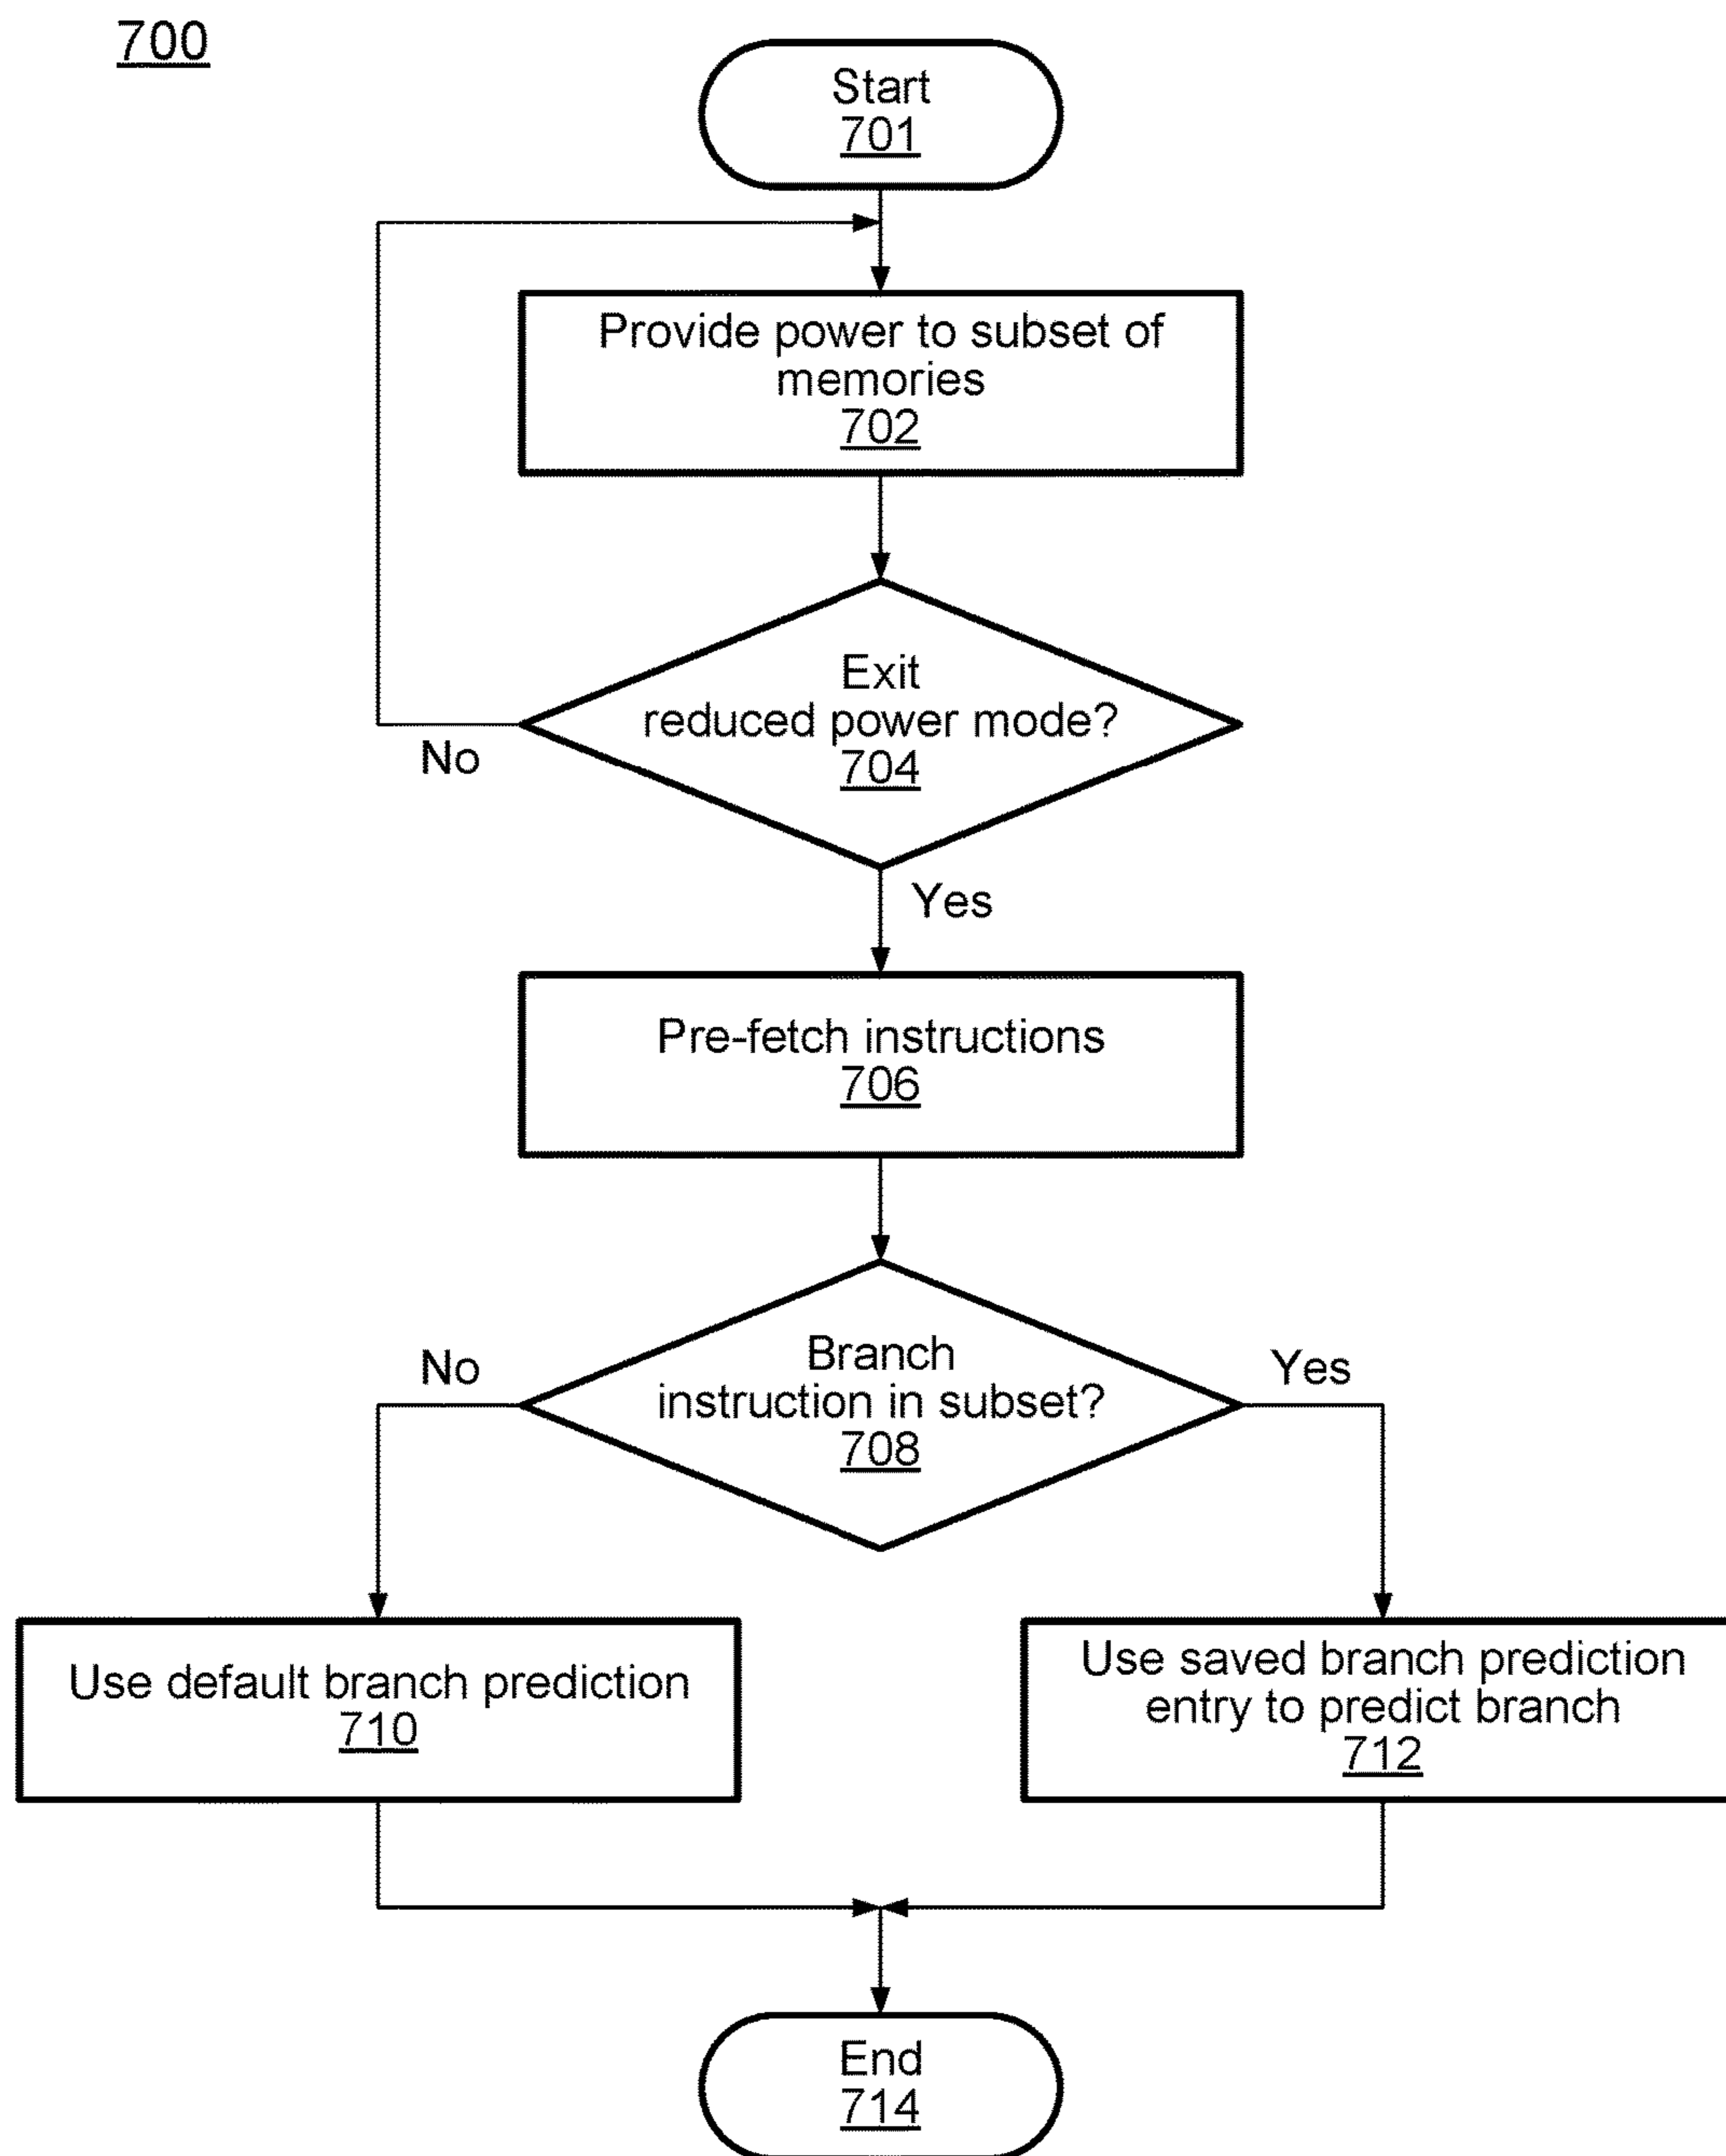 700
Start
701
Provide power to subset of
memories
702
Exit
reduced power mode?
704
No
Yes
Pre-fetch instructions
706
Branch
instruction in subset?
708
No
Yes
Use default branch prediction
710
Use saved branch prediction
entry to predict branch
712
End
714